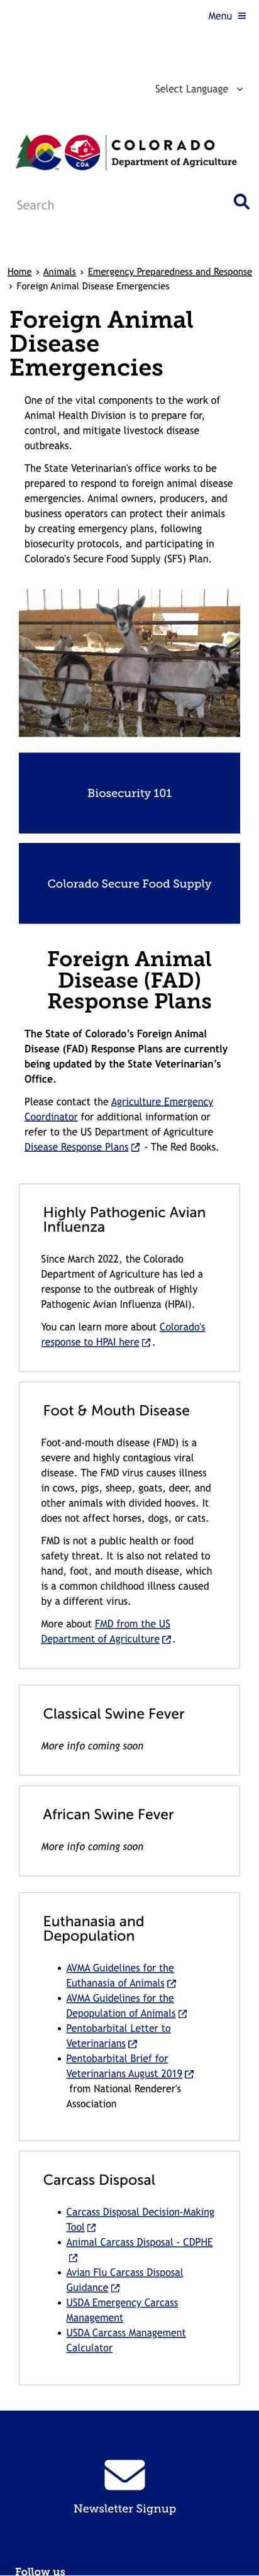 Menu
Select Language
CDA
COLORADO
Department of Agriculture
Search
Home › Animals › Emergency Preparedness and Response
› Foreign Animal Disease Emergencies
Foreign Animal
Disease
Emergencies
One of the vital components to the work of
Animal Health Division is to prepare for,
control, and mitigate livestock disease
outbreaks.
The State Veterinarian's office works to be
prepared to respond to foreign animal disease
emergencies. Animal owners, producers, and
business operators can protect their animals
by creating emergency plans, following
biosecurity protocols, and participating in
Colorado's Secure Food Supply (SFS) Plan.
Biosecurity 101
Colorado Secure Food Supply
Foreign Animal
Disease (FAD)
Response Plans
The State of Colorado's Foreign Animal
Disease (FAD) Response Plans are currently
being updated by the State Veterinarian's
Office.
Please contact the Agriculture Emergency
Coordinator for additional information or
refer to the US Department of Agriculture
Disease Response Plans - The Red Books.
Highly Pathogenic Avian
Influenza
Since March 2022, the Colorado
Department of Agriculture has led a
response to the outbreak of Highly
Pathogenic Avian Influenza (HPAI).
You can learn more about Colorado's
response to HPAI here .
Foot & Mouth Disease
Foot-and-mouth disease (FMD) is a
severe and highly contagious viral
disease. The FMD virus causes illness
in cows, pigs, sheep, goats, deer, and
other animals with divided hooves. It
does not affect horses, dogs, or cats.
FMD is not a public health or food
safety threat. It is also not related to
hand, foot, and mouth disease, which
is a common childhood illness caused
by a different virus.
More about FMD from the US
Department of Agriculture .
Classical Swine Fever
More info coming soon
African Swine Fever
More info coming soon
Euthanasia and
Depopulation
• AVMA Guidelines for the
Euthanasia of Animals
• AVMA Guidelines for the
Depopulation of Animals
• Pentobarbital Letter to
Veterinarians
• Pentobarbital Brief for
Veterinarians August 2019
from National Renderer's
Association
Carcass Disposal
• Carcass Disposal Decision-Making
Tool
• Animal Carcass Disposal - CDPHE
• Avian Flu Carcass Disposal
Guidance
• USDA Emergency Carcass
Management
• USDA Carcass Management
Calculator
Newsletter Signup
Follow us